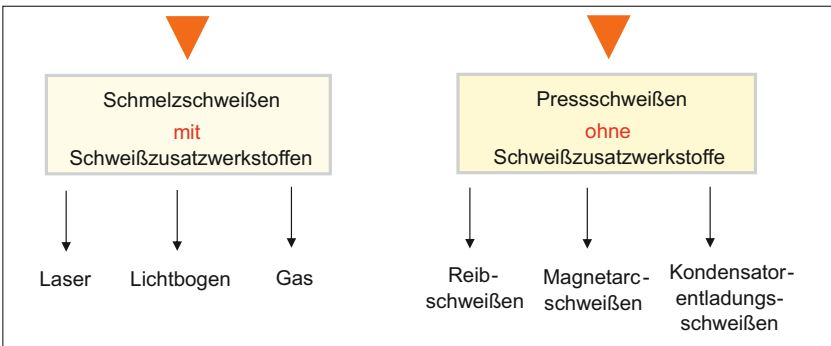 Schmelzschweißen
mit
Schweißzusatzwerkstoffen
Laser
Lichtbogen
Gas
Pressschweißen
ohne
Schweißzusatzwerkstoffe
Reib-
schweißen
Magnetarc-
schweißen
Kondensator-
entladungs-
schweißen